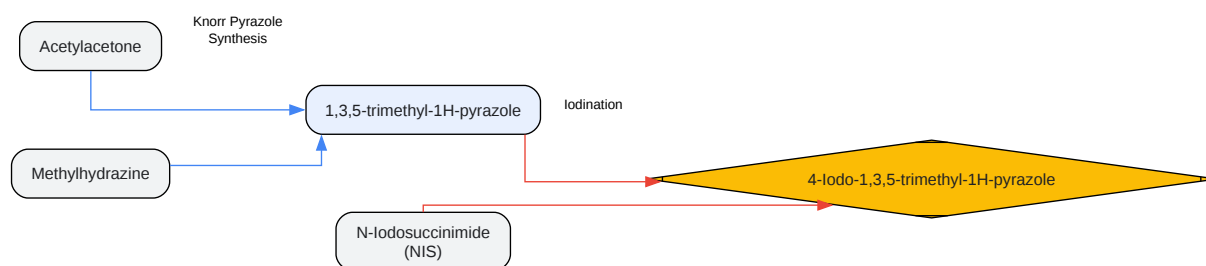 Knorr Pyrazole
Synthesis
Acetylacetone
1,3,5-trimethyl-1H-pyrazole
Iodination
Methylhydrazine
4-Iodo-1,3,5-trimethyl-1H-pyrazole
N-Iodosuccinimide
(NIS)